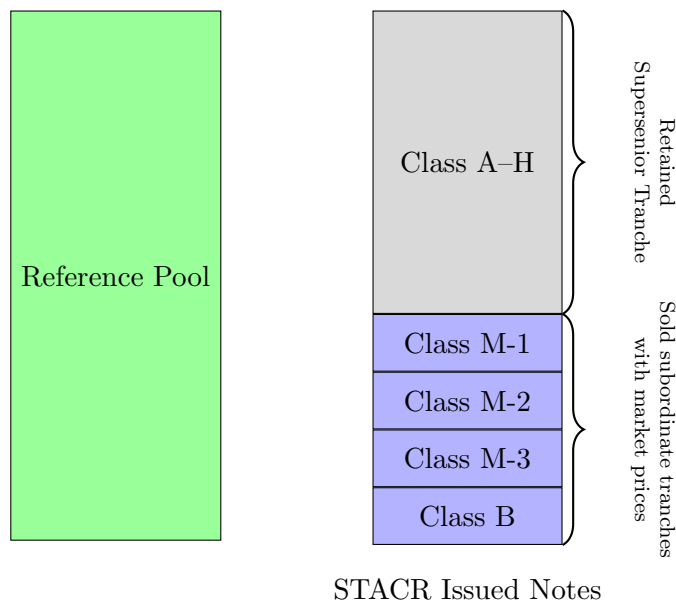 Reference Pool
Class A–H
Retained
Supersenior Tranche
Class M-1
Class M-2
Class M-3
Class B
Sold subordinate tranches
with market prices
STACR Issued Notes